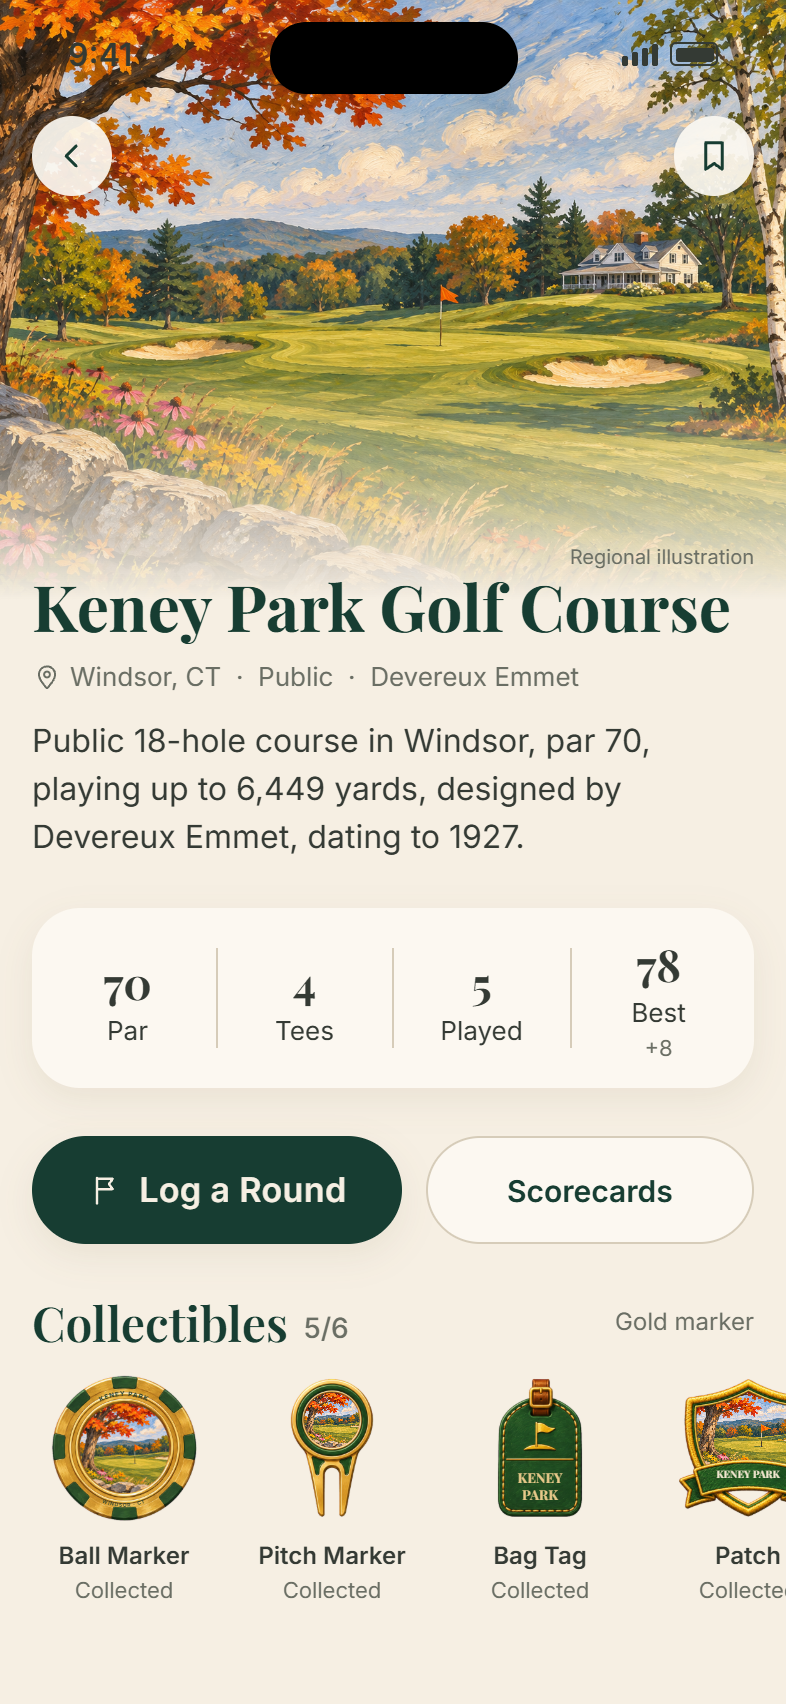 9:41
Regional illustration
Keney Park Golf Course
Windsor, CT · Public · Devereux Emmet
Public 18-hole course in Windsor, par 70,
playing up to 6,449 yards, designed by
Devereux Emmet, dating to 1927.
70
Par
4
Tees
5
Played
78
Best
+8
Log a Round
Scorecards
Collectibles 5/6
Gold marker
KENEY PARK
KENEY
PARK
KENEY PARK
Ball Marker
Collected
Pitch Marker
Collected
Bag Tag
Collected
Patch
Collected